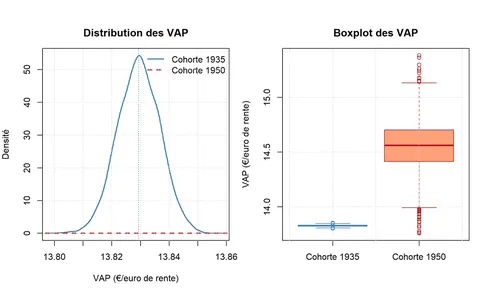 Distribution des VAP
Cohorte 1935
Cohorte 1950
Densité
50
40
30
20
10
0
13.80
13.82
13.84
13.86
VAP (€/euro de rente)
Boxplot des VAP
VAP (€/euro de rente)
15.0
14.5
14.0
Cohorte 1935
Cohorte 1950